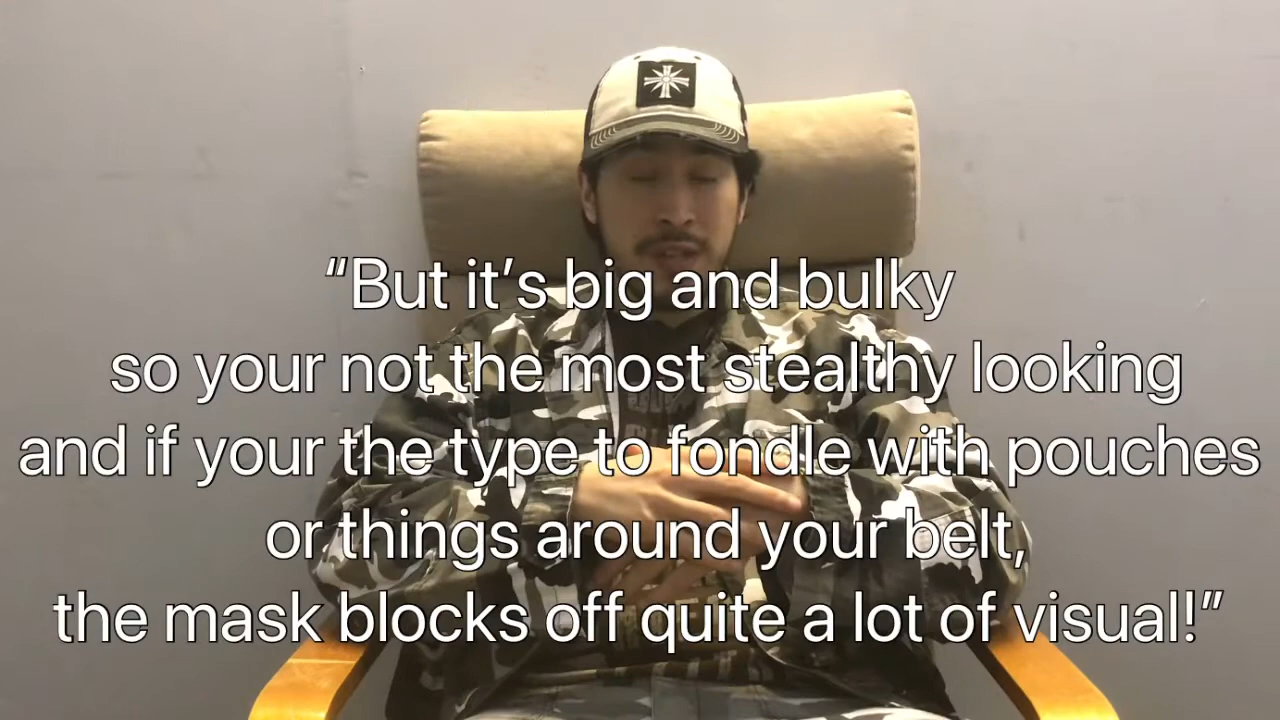 “But it’s big and bulky
so your not the most stealthy looking
and if your the type to fondle with pouches
or things around your belt,
the mask blocks off quite a lot of visual!”